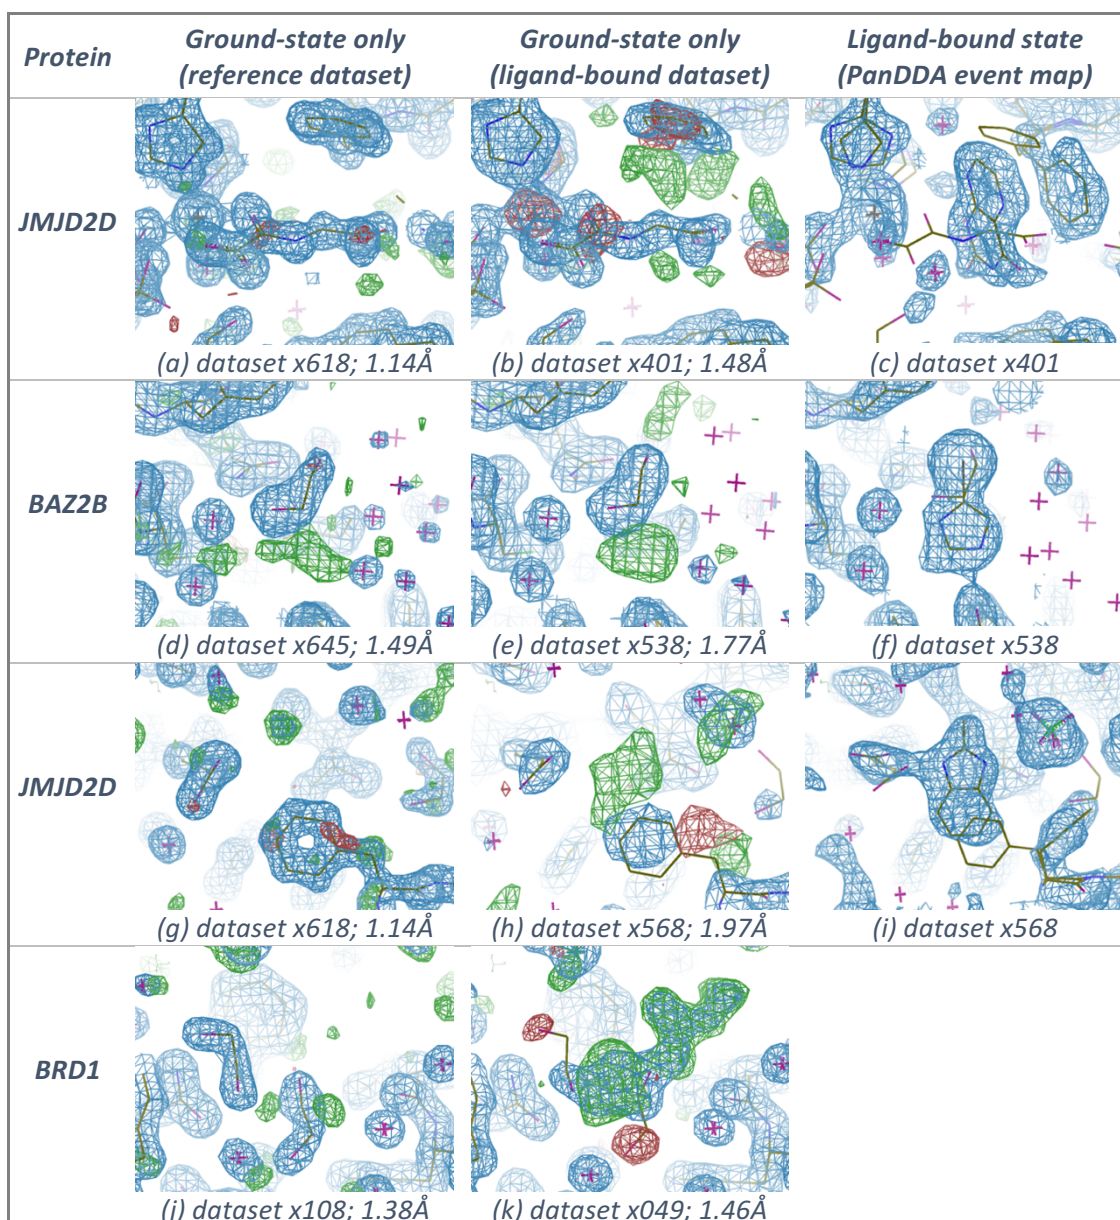 Protein
Ground-state only
(reference dataset)
Ground-state only
(ligand-bound dataset)
Ligand-bound state
(PanDDA event map)
JMJD2D
(a) dataset x618; 1.14Å
(b) dataset x401; 1.48Å
(c) dataset x401
BAZ2B
(d) dataset x645; 1.49Å
(e) dataset x538; 1.77Å
(f) dataset x538
JMJD2D
(g) dataset x618; 1.14Å
(h) dataset x568; 1.97Å
(i) dataset x568
BRD1
(j) dataset x108; 1.38Å
(k) dataset x049; 1.46Å